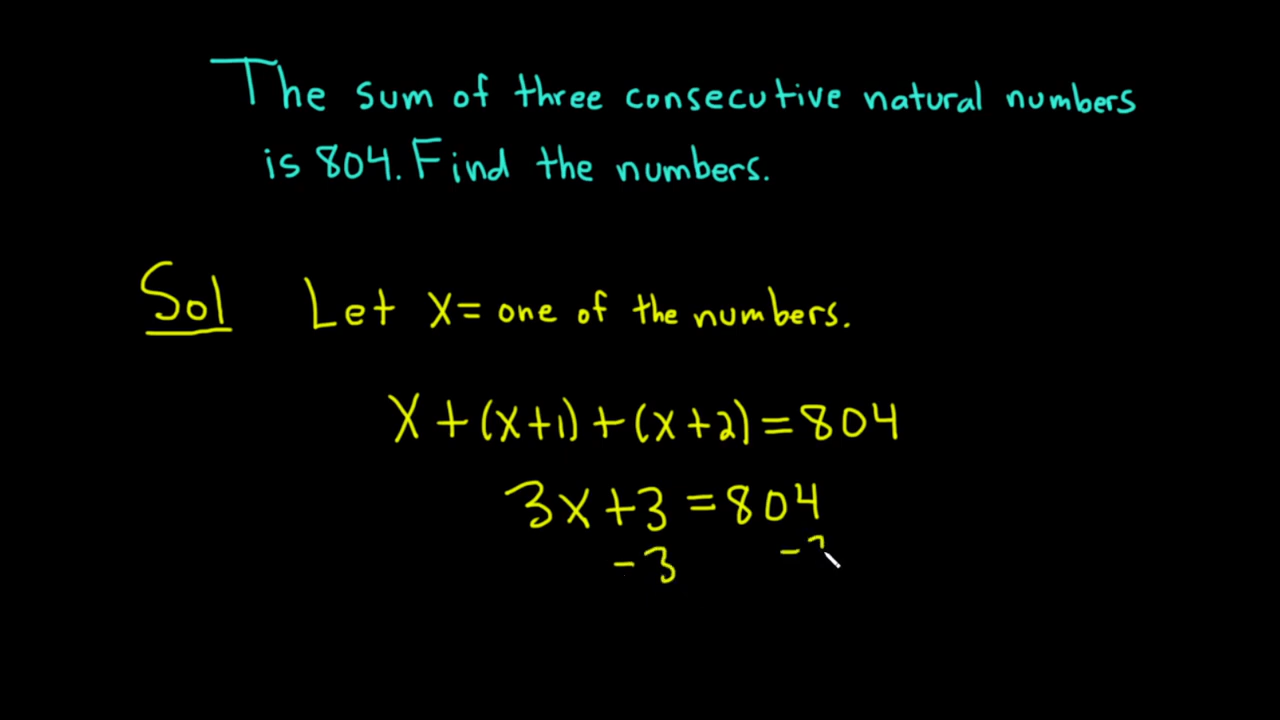 The sum of three consecutive natural numbers
is 804. Find the numbers.
Sol Let x = one of the numbers.
x + (x+1) + (x+2) = 804
3x + 3 = 804
-3 -